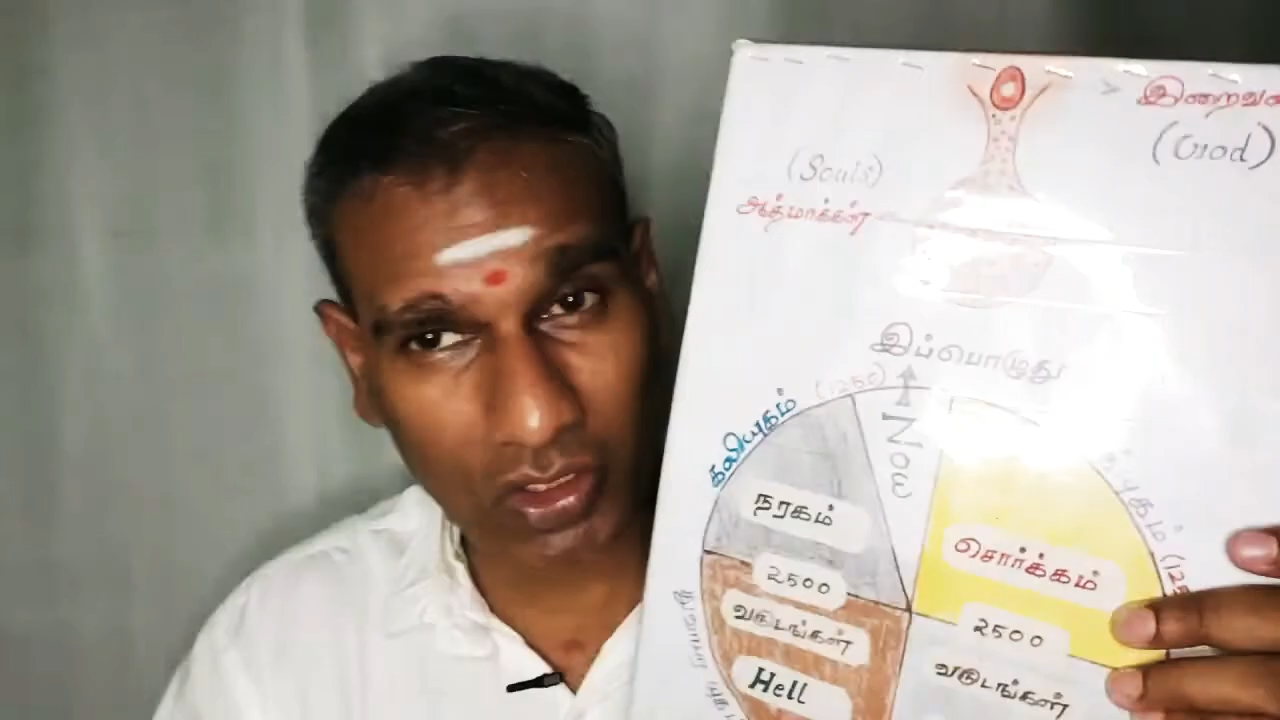 இறைவன்
(God)
(Souls)
ஆத்மாக்கள்
இப்பொழுது
(1250)
கலியுகம்
Now
நரகம்
சொர்க்கம்
2500
வருடங்கள்
Hell
2500
வருடங்கள்